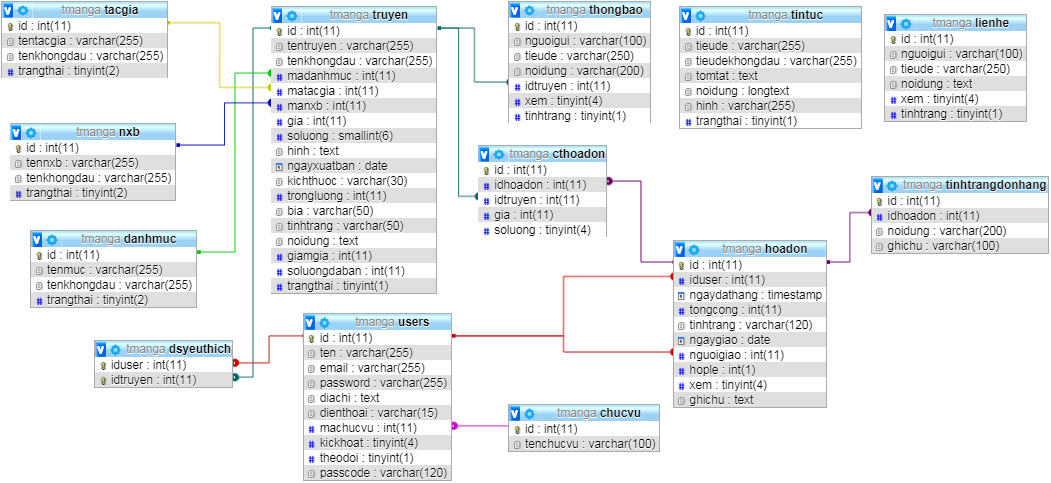 tmanga tacgia
id : int(11)
tentacgia : varchar(255)
tenkhongdau : varchar(255)
trangthai : tinyint(2)
tmanga nxb
id : int(11)
tennxb : varchar(255)
tenkhongdau : varchar(255)
trangthai : tinyint(2)
tmanga danhmuc
id : int(11)
tenmuc : varchar(255)
tenkhongdau : varchar(255)
trangthai : tinyint(2)
tmanga dsyeuthich
iduser : int(11)
idtruyen : int(11)
tmanga truyen
id : int(11)
tentruyen : varchar(255)
tenkhongdau : varchar(255)
madanhmuc : int(11)
matacgia : int(11)
manxb : int(11)
gia : int(11)
soluong : smallint(6)
hinh : text
ngayxuatban : date
kichthuoc : varchar(30)
trongluong : int(11)
bia : varchar(50)
tinhtrang : varchar(50)
noidung : text
giamgia : int(11)
soluongdaban : int(11)
trangthai : tinyint(1)
tmanga users
id : int(11)
ten : varchar(255)
email : varchar(255)
password : varchar(255)
diachi : text
dienthoai : varchar(15)
machucvu : int(11)
kickhoat : tinyint(4)
theodoi : tinyint(1)
passcode : varchar(120)
tmanga thongbao
id : int(11)
nguoigui : varchar(100)
tieude : varchar(250)
noidung : varchar(200)
idtruyen : int(11)
xem : tinyint(4)
tinhtrang : tinyint(1)
tmanga cthoadon
id : int(11)
idhoadon : int(11)
idtruyen : int(11)
gia : int(11)
soluong : tinyint(4)
tmanga chucvu
id : int(11)
tenchucvu : varchar(100)
tmanga tintuc
id : int(11)
tieude : varchar(255)
tieudekhongdau : varchar(255)
tomtat : text
noidung : longtext
hinh : varchar(255)
trangthai : tinyint(1)
tmanga hoadon
id : int(11)
iduser : int(11)
ngaydathang : timestamp
tongcong : int(11)
tinhtrang : varchar(120)
ngaygiao : date
nguoigiao : int(11)
hople : int(1)
xem : tinyint(4)
ghichu : text
tmanga lienhe
id : int(11)
nguoigui : varchar(100)
tieude : varchar(250)
noidung : text
xem : tinyint(4)
tinhtrang : tinyint(1)
tmanga tinhtrangdonhang
id : int(11)
idhoadon : int(11)
noidung : varchar(200)
ghichu : varchar(100)